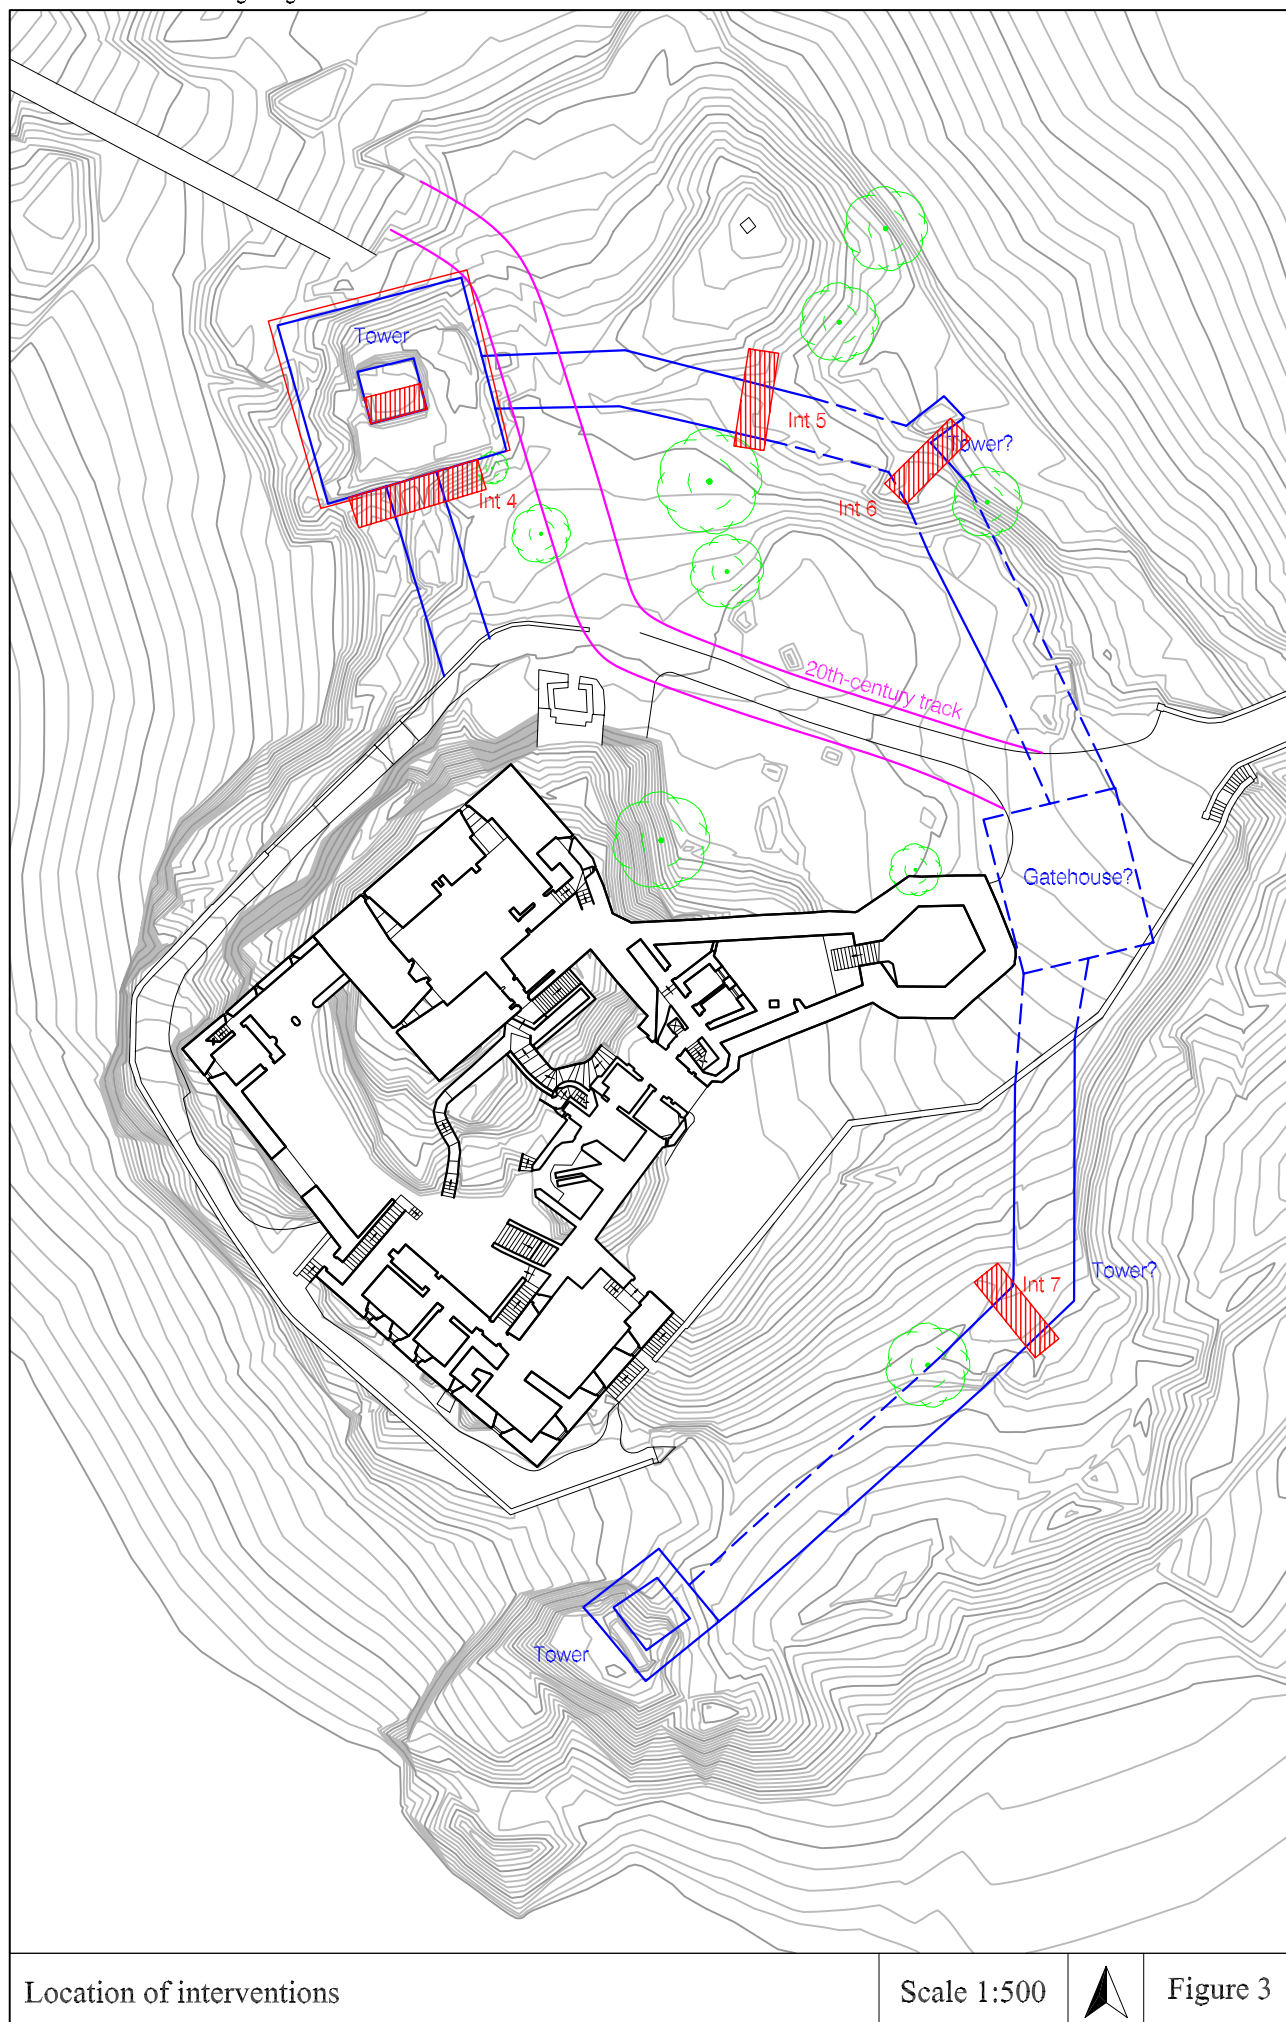 Tower
Int 5
Tower?
Int 4
Int 6
20th-century track
Gatehouse?
Tower?
Int 7
Tower
Location of interventions
Scale 1:500
Figure 3